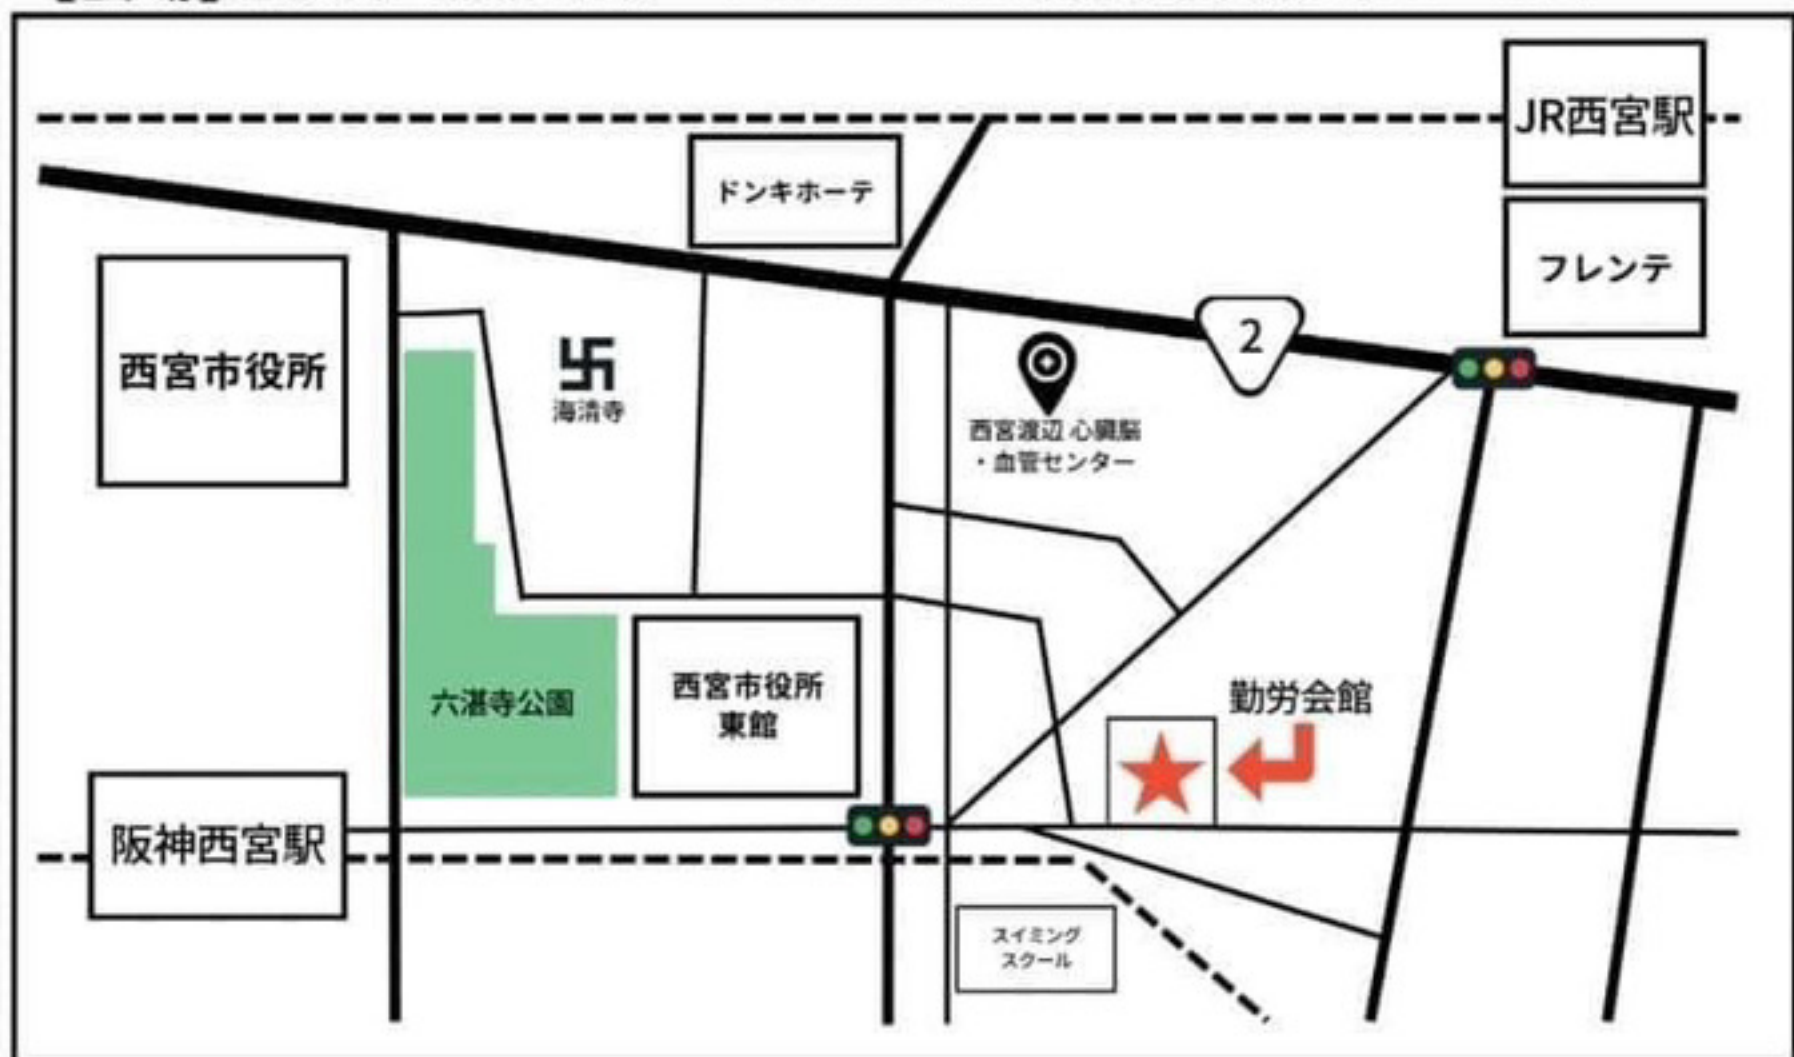 JR西宮駅
ドンキホーテ
フレンテ
2
西宮市役所
卐
海清寺
西宮渡辺 心臓脳
・血管センター
六湛寺公園
西宮市役所
東館
勤労会館
阪神西宮駅
スイミング
スクール